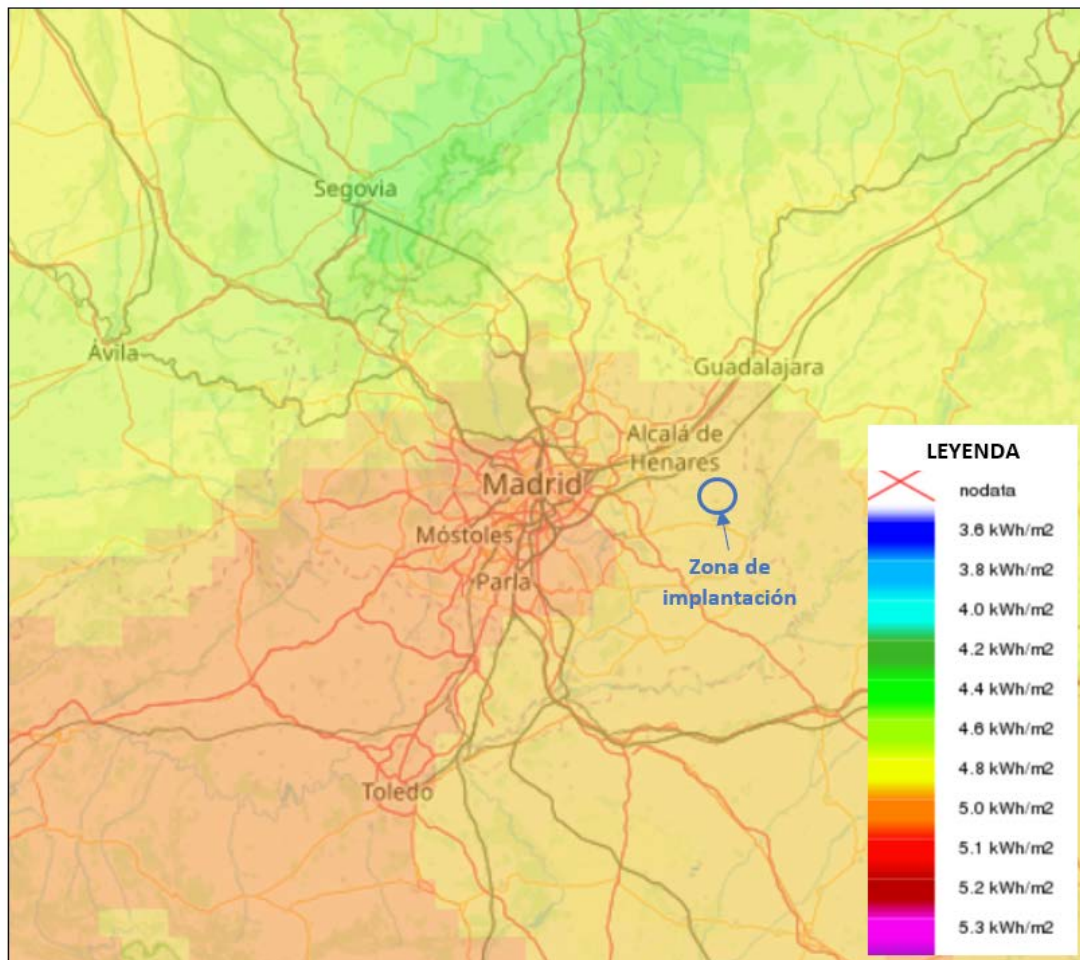 Segovia
Ávila
Guadalajara
Alcalá de
Henares
Madrid
Móstoles
Parla
Zona de
implantación
Toledo
LEYENDA
nodata
3.6 kWh/m2
3.8 kWh/m2
4.0 kWh/m2
4.2 kWh/m2
4.4 kWh/m2
4.6 kWh/m2
4.8 kWh/m2
5.0 kWh/m2
5.1 kWh/m2
5.2 kWh/m2
5.3 kWh/m2